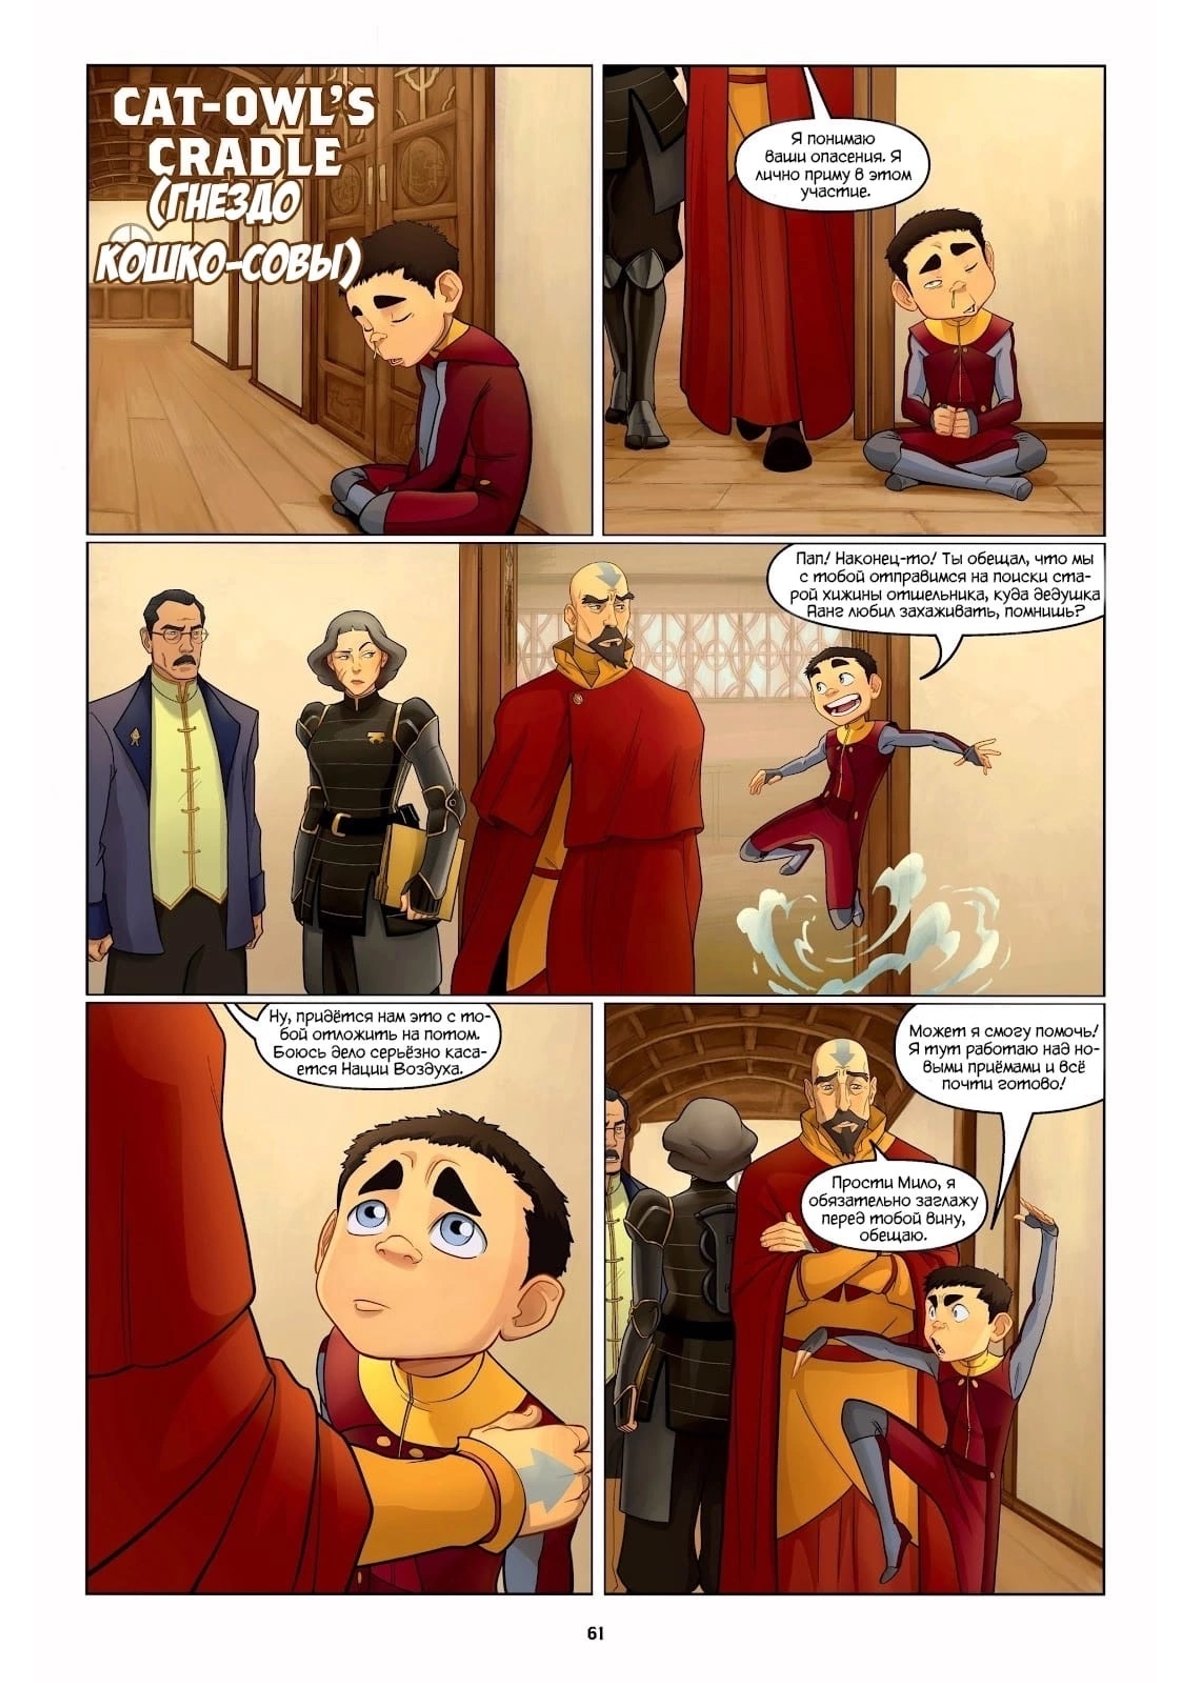 CAT-OWL'S
CRADLE
(ГНЕЗДО
КОШКО-СОВЫ)
Я понимаю
ваши опасения. Я
лично приму в этом
участие.
Пап! Наконец-то! Ты обещал, что мы
с тобой отправимся на поиски ста-
рой хижины отшельника, куда дедушка
Аанг любил захаживать, помнишь?
Ну, придётся нам это с то-
бой отложить на потом.
Боюсь дело серьёзно каса-
ется Нации Воздуха.
Может я смогу помочь!
Я тут работаю над но-
выми приёмами и всё
почти готово!
Прости Мило, я
обязательно заглажу
перед тобой вину,
обещаю.
61